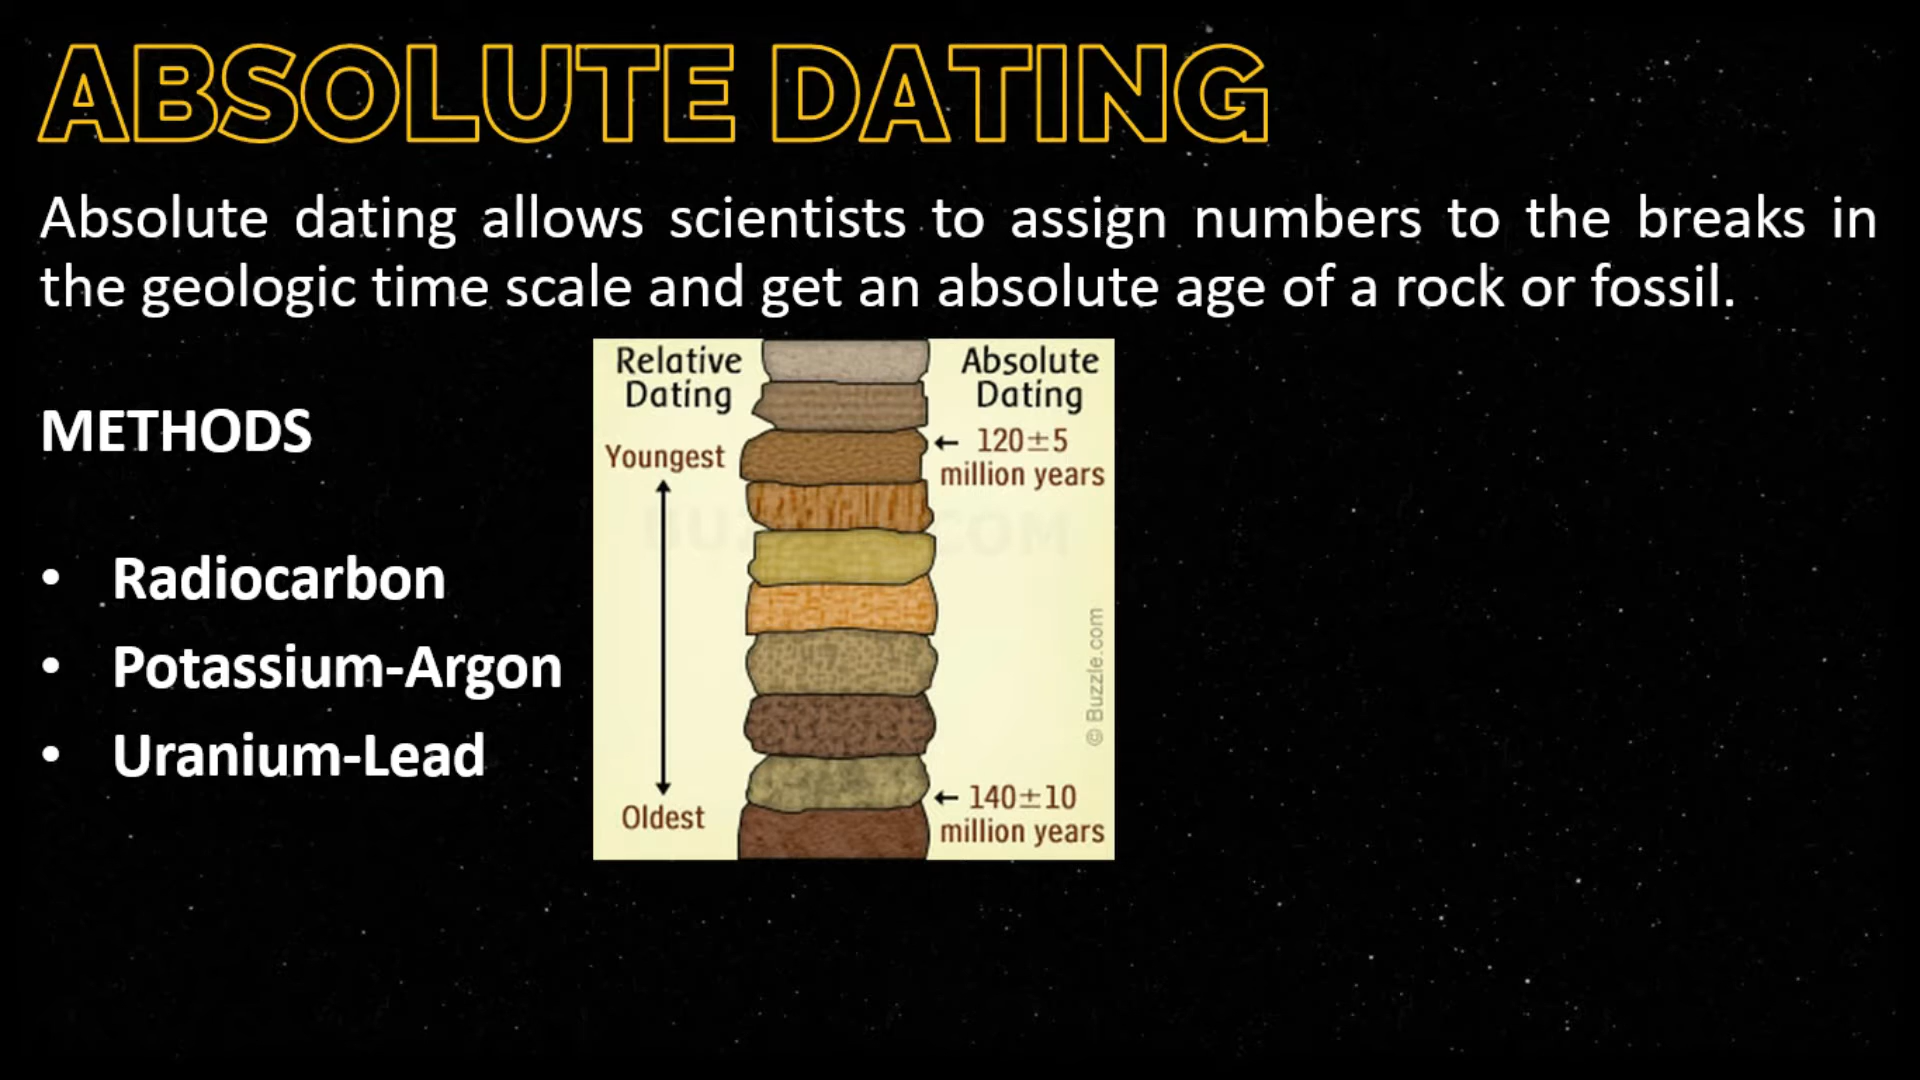 ABSOLUTE DATING
Absolute dating allows scientists to assign numbers to the breaks in
the geologic time scale and get an absolute age of a rock or fossil.
METHODS
• Radiocarbon
• Potassium-Argon
• Uranium-Lead
Relative
Dating
Youngest
Oldest
Absolute
Dating
← 120±5
million years
← 140±10
million years
© Buzzle.com